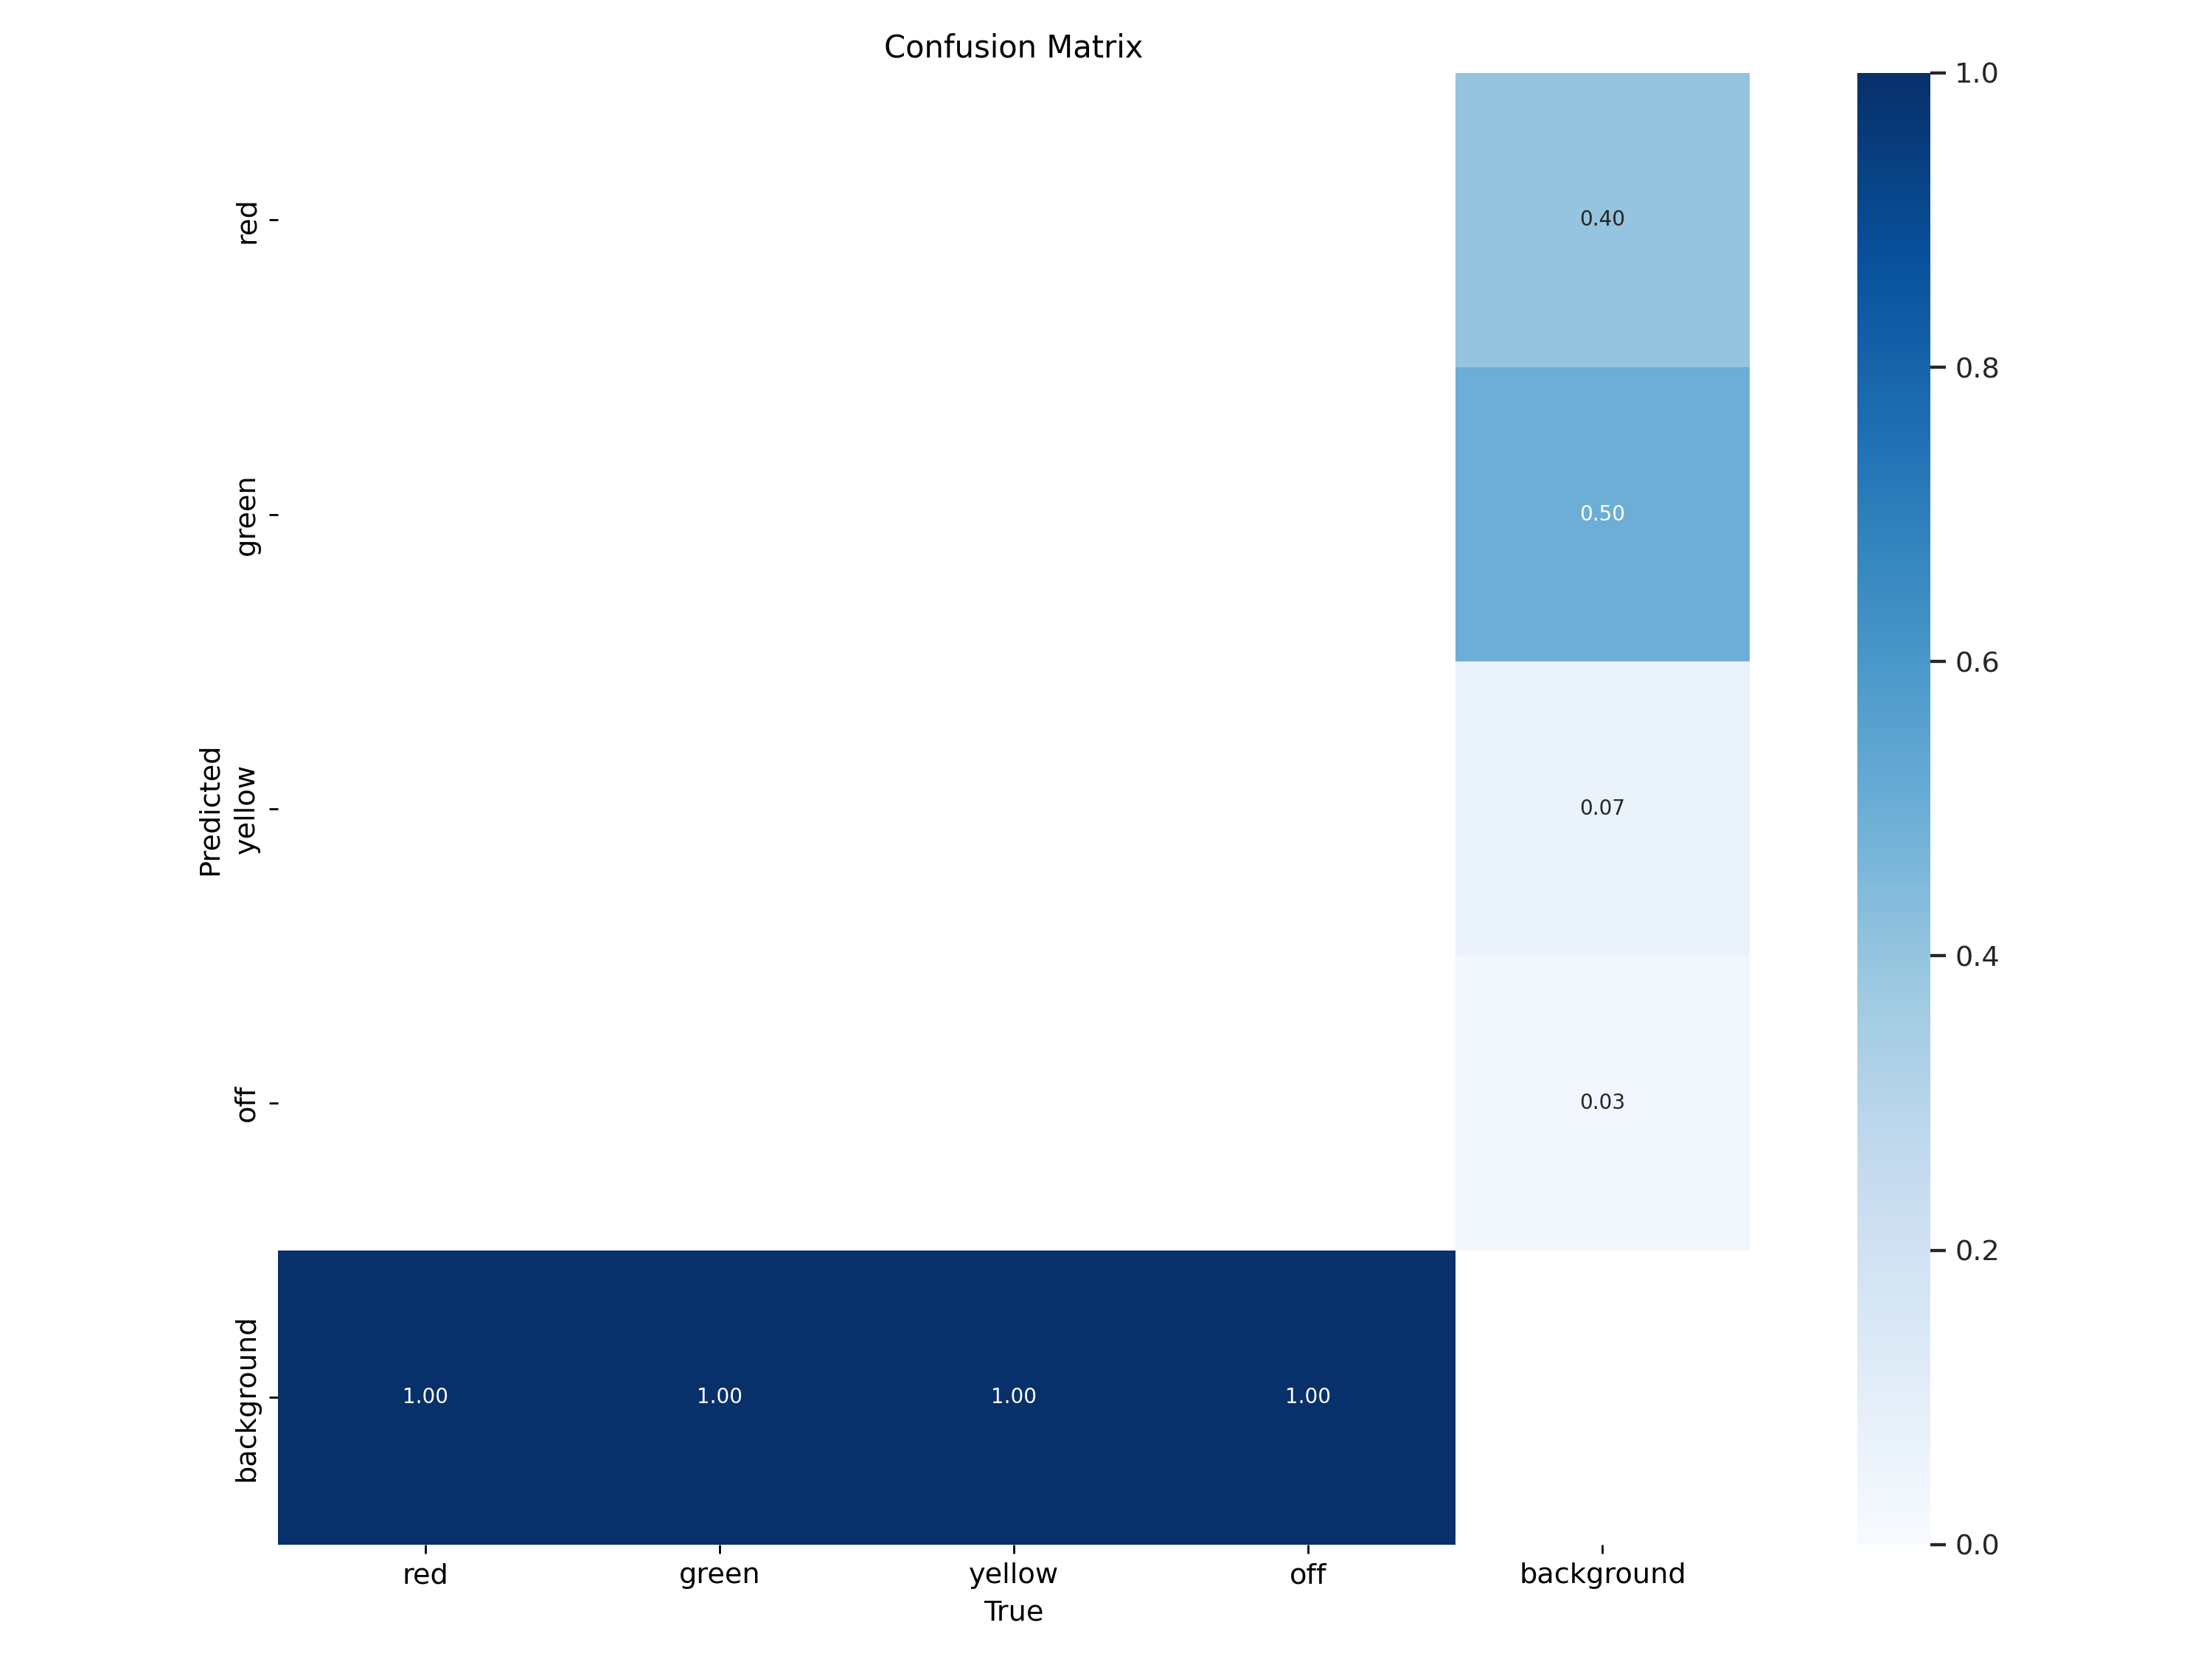 Confusion Matrix
1.0
red
0.40
0.8
green
0.50
0.6
Predicted
yellow
0.07
0.4
off
0.03
0.2
background
1.00 1.00 1.00 1.00
0.0
red green yellow off background
True